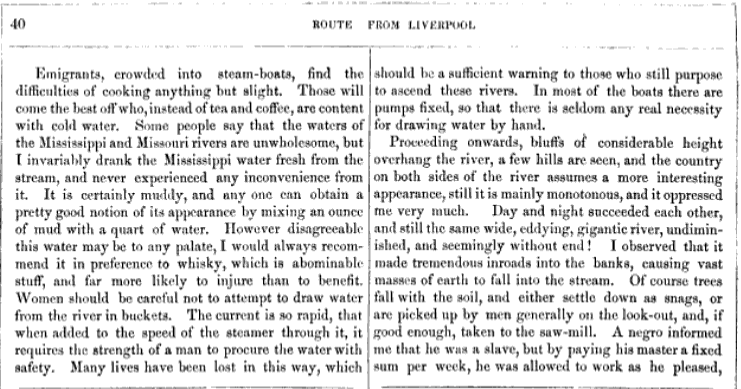 40
ROUTE FROM LIVERPOOL
Emigrants, crowded into steam-boats, find the
difficulties of cooking anything but slight. Those will
come the best off who, instead of tea and coffee, are content
with cold water. Some people say that the waters of
the Mississippi and Missouri rivers are unwholesome, but
I invariably drank the Mississippi water fresh from the
stream, and never experienced any inconvenience from
it. It is certainly muddy, and any one can obtain a
pretty good notion of its appearance by mixing an ounce
of mud with a quart of water. However disagreeable
this water may be to any palate, I would always recom-
mend it in preference to whisky, which is abominable
stuff, and far more likely to injure than to benefit.
Women should be careful not to attempt to draw water
from the river in buckets. The current is so rapid, that
when added to the speed of the steamer through it, it
requires the strength of a man to procure the water with
safety. Many lives have been lost in this way, which
should be a sufficient warning to those who still purpose
to ascend these rivers. In most of the boats there are
pumps fixed, so that there is seldom any real necessity
for drawing water by hand.
Proceeding onwards, bluffs of considerable height
overhang the river, a few hills are seen, and the country
on both sides of the river assumes a more interesting
appearance, still it is mainly monotonous, and it oppressed
me very much. Day and night succeeded each other,
and still the same wide, eddying, gigantic river, undimin-
ished, and seemingly without end! I observed that it
made tremendous inroads into the banks, causing vast
masses of earth to fall into the stream. Of course trees
fall with the soil, and either settle down as snags, or
are picked up by men generally on the look-out, and, if
good enough, taken to the saw-mill. A negro informed
me that he was a slave, but by paying his master a fixed
sum per week, he was allowed to work as he pleased,